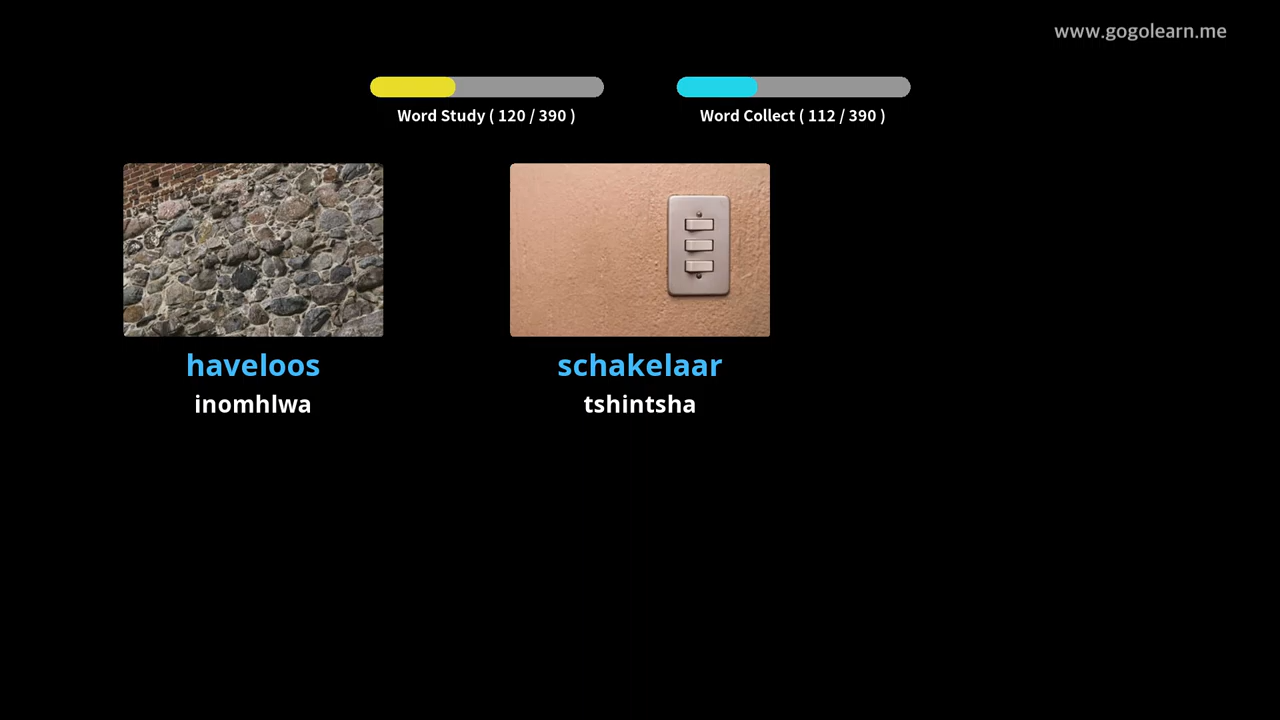 www.gogolearn.me
Word Study ( 120 / 390 )
Word Collect ( 112 / 390 )
haveloos
inomhlwa
schakelaar
tshintsha